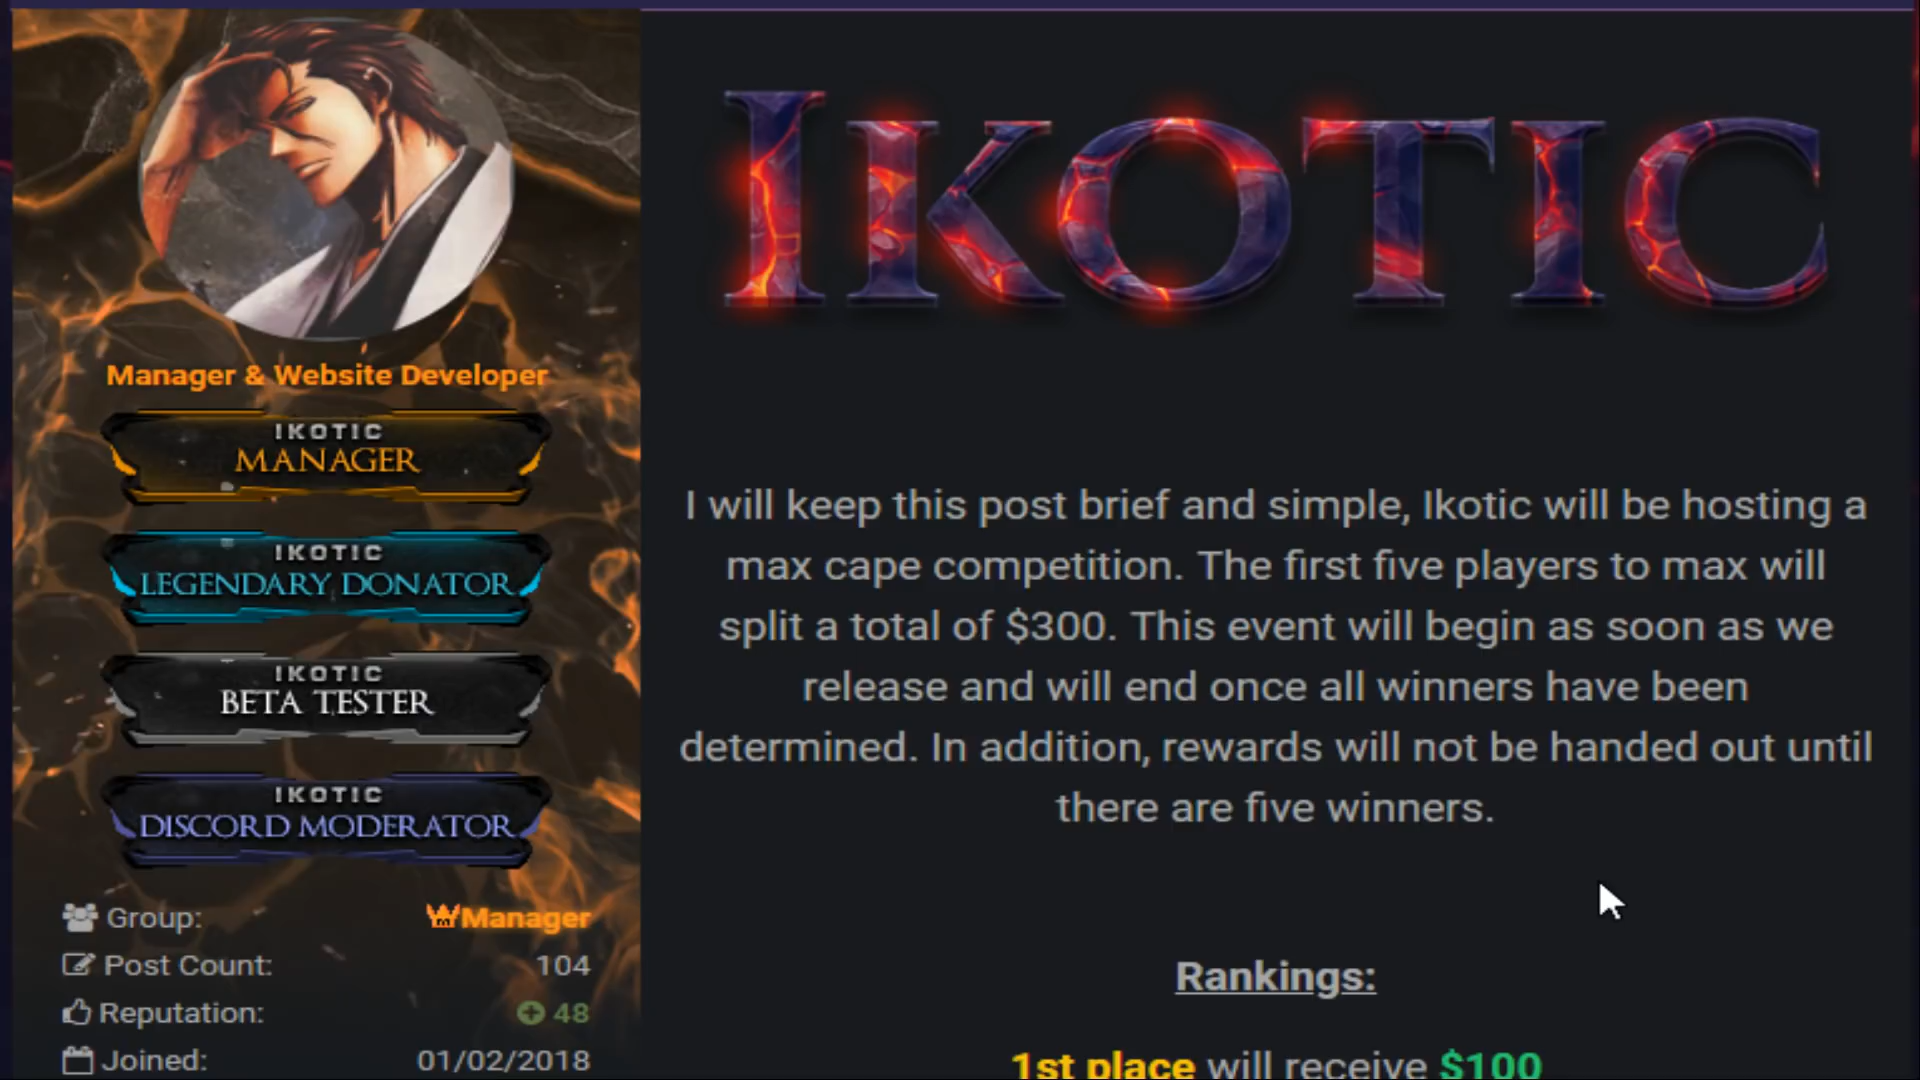 Manager & Website Developer
IKOTIC
MANAGER
IKOTIC
LEGENDARY DONATOR
IKOTIC
BETA TESTER
IKOTIC
DISCORD MODERATOR
Group: Manager
Post Count: 104
Reputation: 48
Joined: 01/02/2018
IKOTIC
I will keep this post brief and simple, Ikotic will be hosting a
max cape competition. The first five players to max will
split a total of $300. This event will begin as soon as we
release and will end once all winners have been
determined. In addition, rewards will not be handed out until
there are five winners.
Rankings:
1st place will receive $100